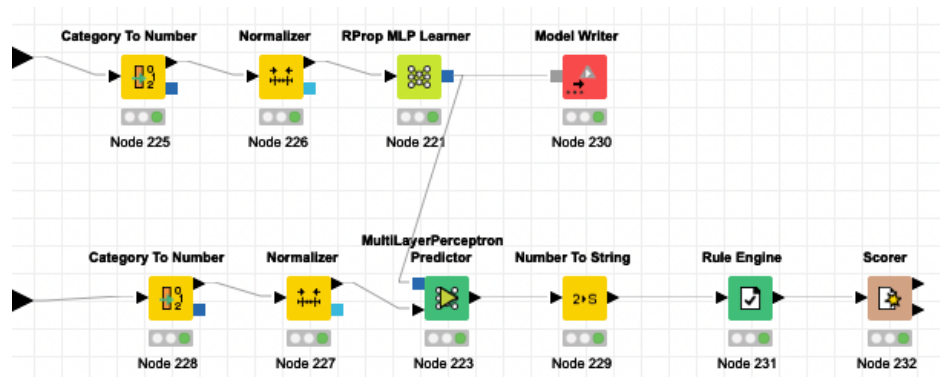 Category To Number
Normalizer
RProp MLP Learner
Model Writer
Node 225
Node 226
Node 221
Node 230
MultiLayerPerceptron
Category To Number
Normalizer
Predictor
Number To String
Rule Engine
Scorer
2▸S
Node 228
Node 227
Node 223
Node 229
Node 231
Node 232